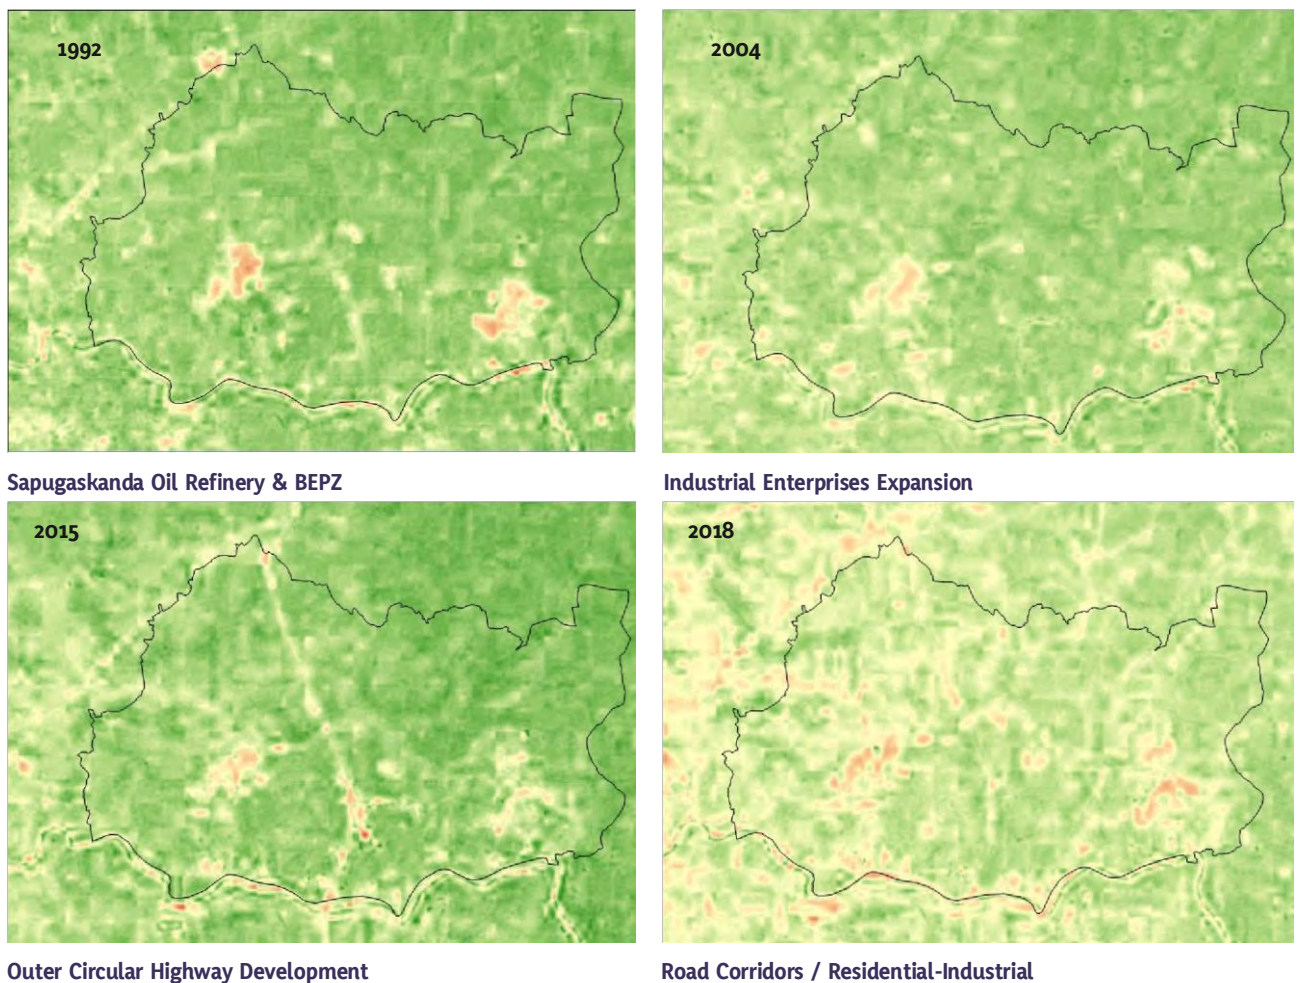 1992
2004
Sapugaskanda Oil Refinery & BEPZ
Industrial Enterprises Expansion
2015
2018
Outer Circular Highway Development
Road Corridors / Residential-Industrial